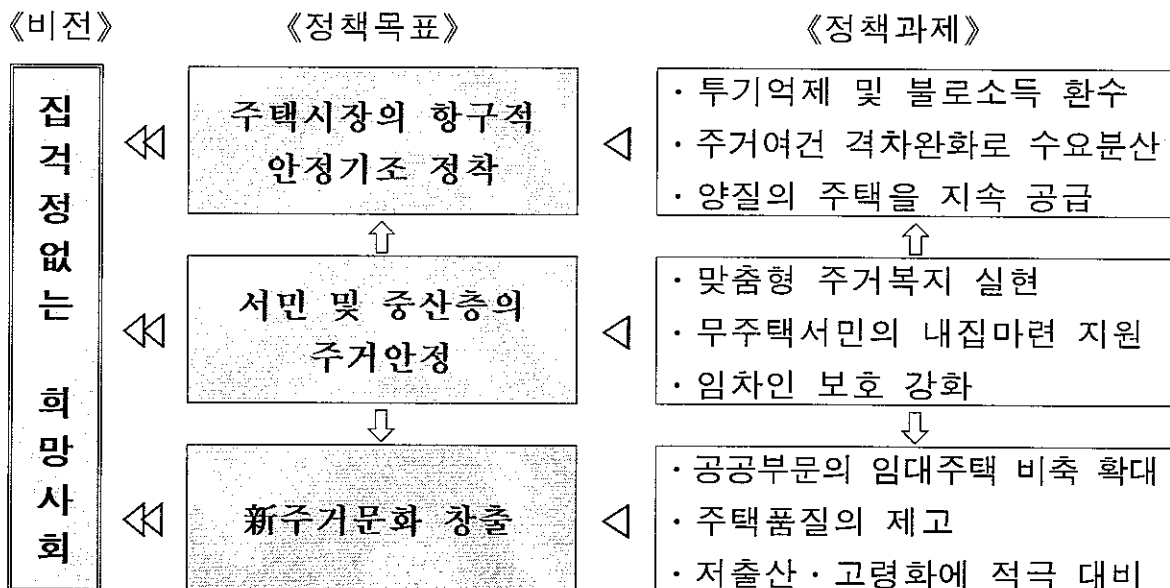 《비전》 《정책목표》 《정책과제》
집걱정없는 희망사회
주택시장의 항구적
안정기조 정착
· 투기억제 및 불로소득 환수
· 주거여건 격차완화로 수요분산
· 양질의 주택을 지속 공급
서민 및 중산층의
주거안정
· 맞춤형 주거복지 실현
· 무주택서민의 내집마련 지원
· 임차인 보호 강화
新주거문화 창출
· 공공부문의 임대주택 비축 확대
· 주택품질의 제고
· 저출산 · 고령화에 적극 대비